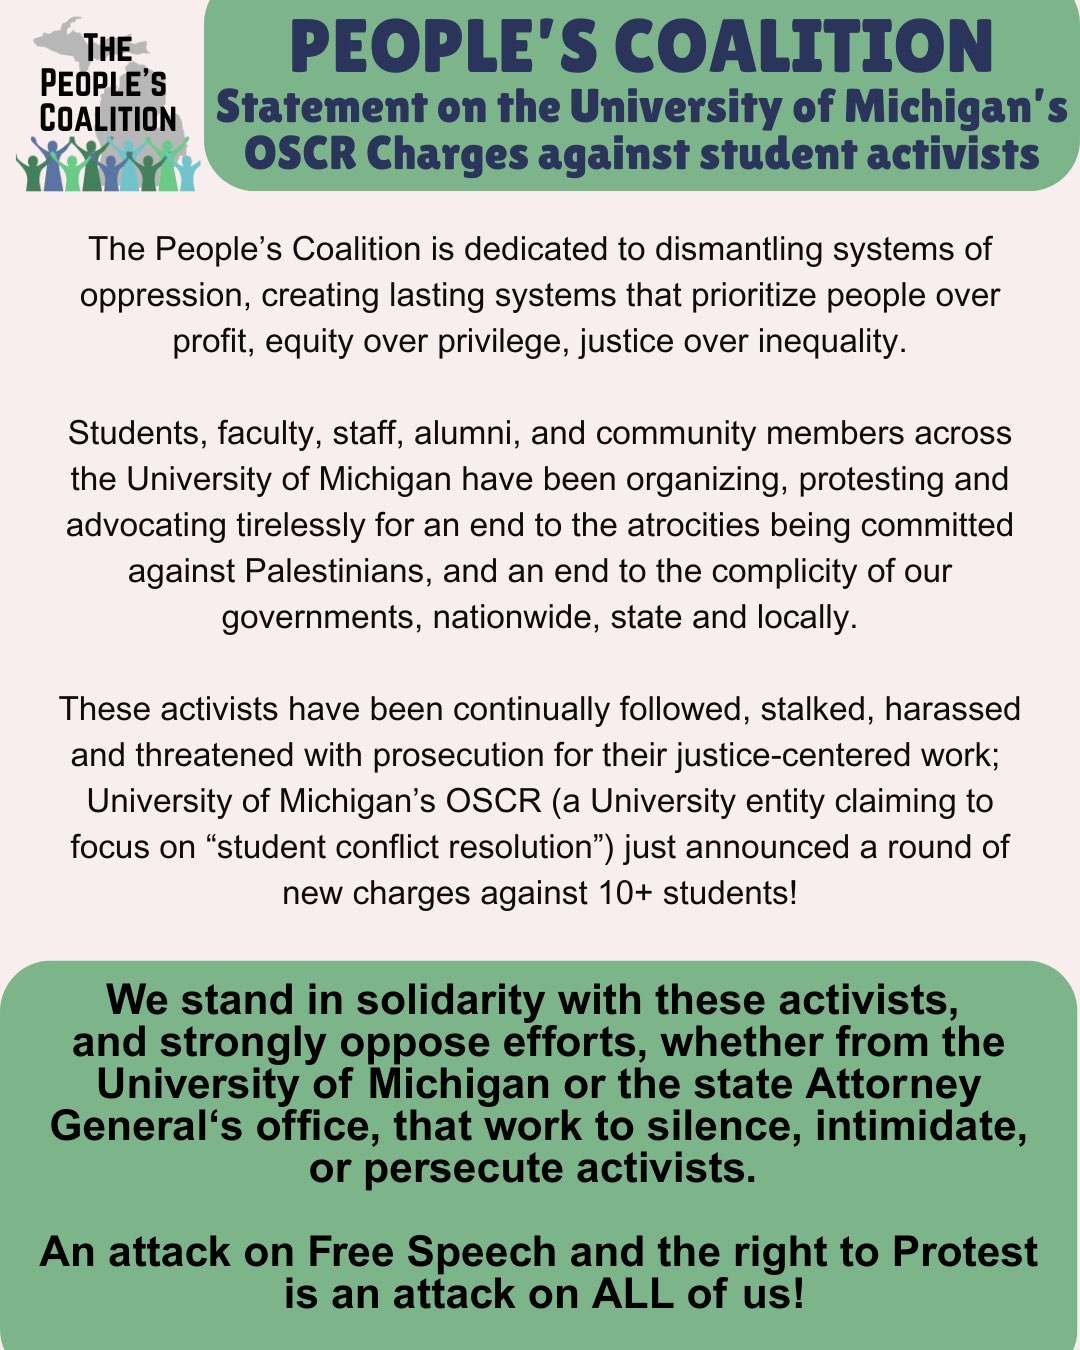 THE
PEOPLE'S
COALITION
PEOPLE'S COALITION
Statement on the University of Michigan's
OSCR Charges against student activists
The People’s Coalition is dedicated to dismantling systems of
oppression, creating lasting systems that prioritize people over
profit, equity over privilege, justice over inequality.
Students, faculty, staff, alumni, and community members across
the University of Michigan have been organizing, protesting and
advocating tirelessly for an end to the atrocities being committed
against Palestinians, and an end to the complicity of our
governments, nationwide, state and locally.
These activists have been continually followed, stalked, harassed
and threatened with prosecution for their justice-centered work;
University of Michigan’s OSCR (a University entity claiming to
focus on “student conflict resolution”) just announced a round of
new charges against 10+ students!
We stand in solidarity with these activists,
and strongly oppose efforts, whether from the
University of Michigan or the state Attorney
General‘s office, that work to silence, intimidate,
or persecute activists.
An attack on Free Speech and the right to Protest
is an attack on ALL of us!